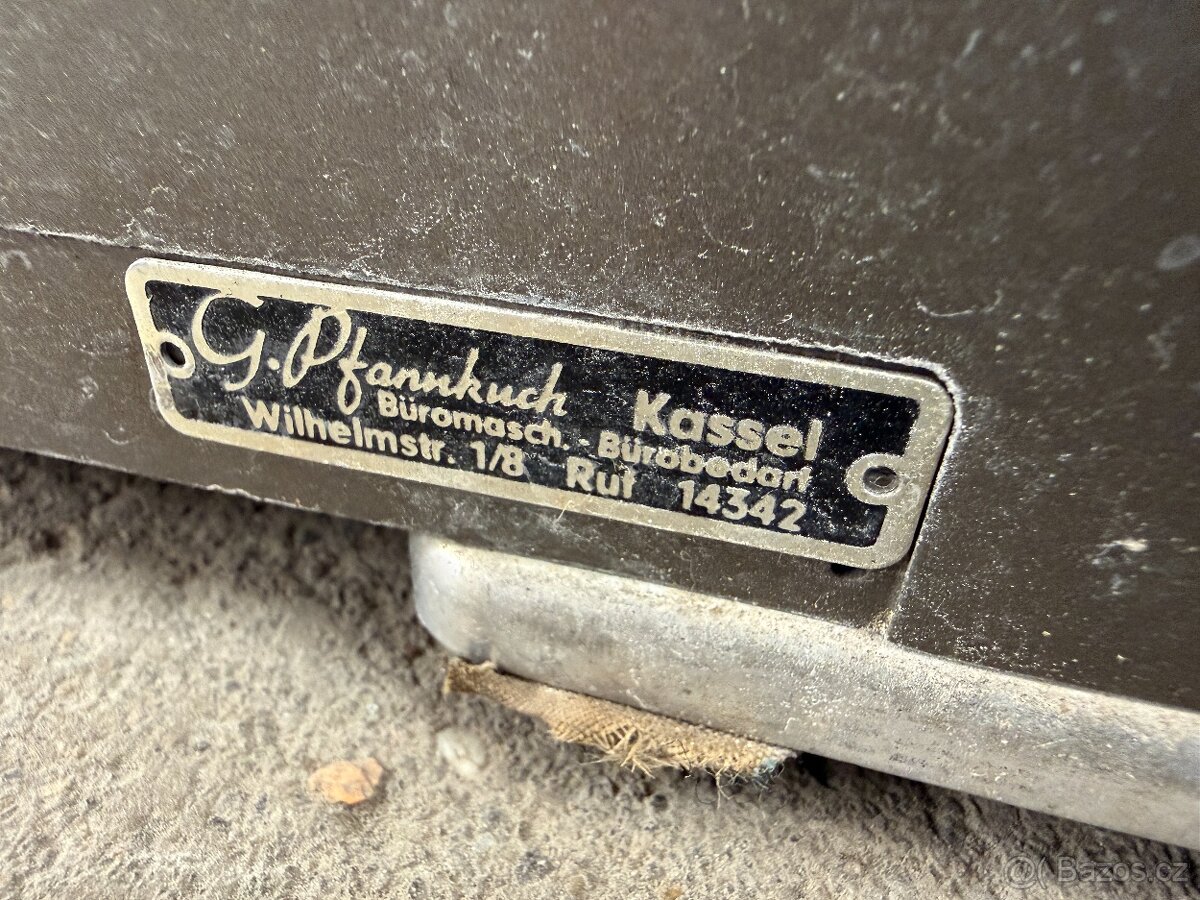 G. Pfannkuch Kassel
Büromasch. - Bürobedarf
Wilhelmstr. 1/8 Ruf 14342
Bazos.cz